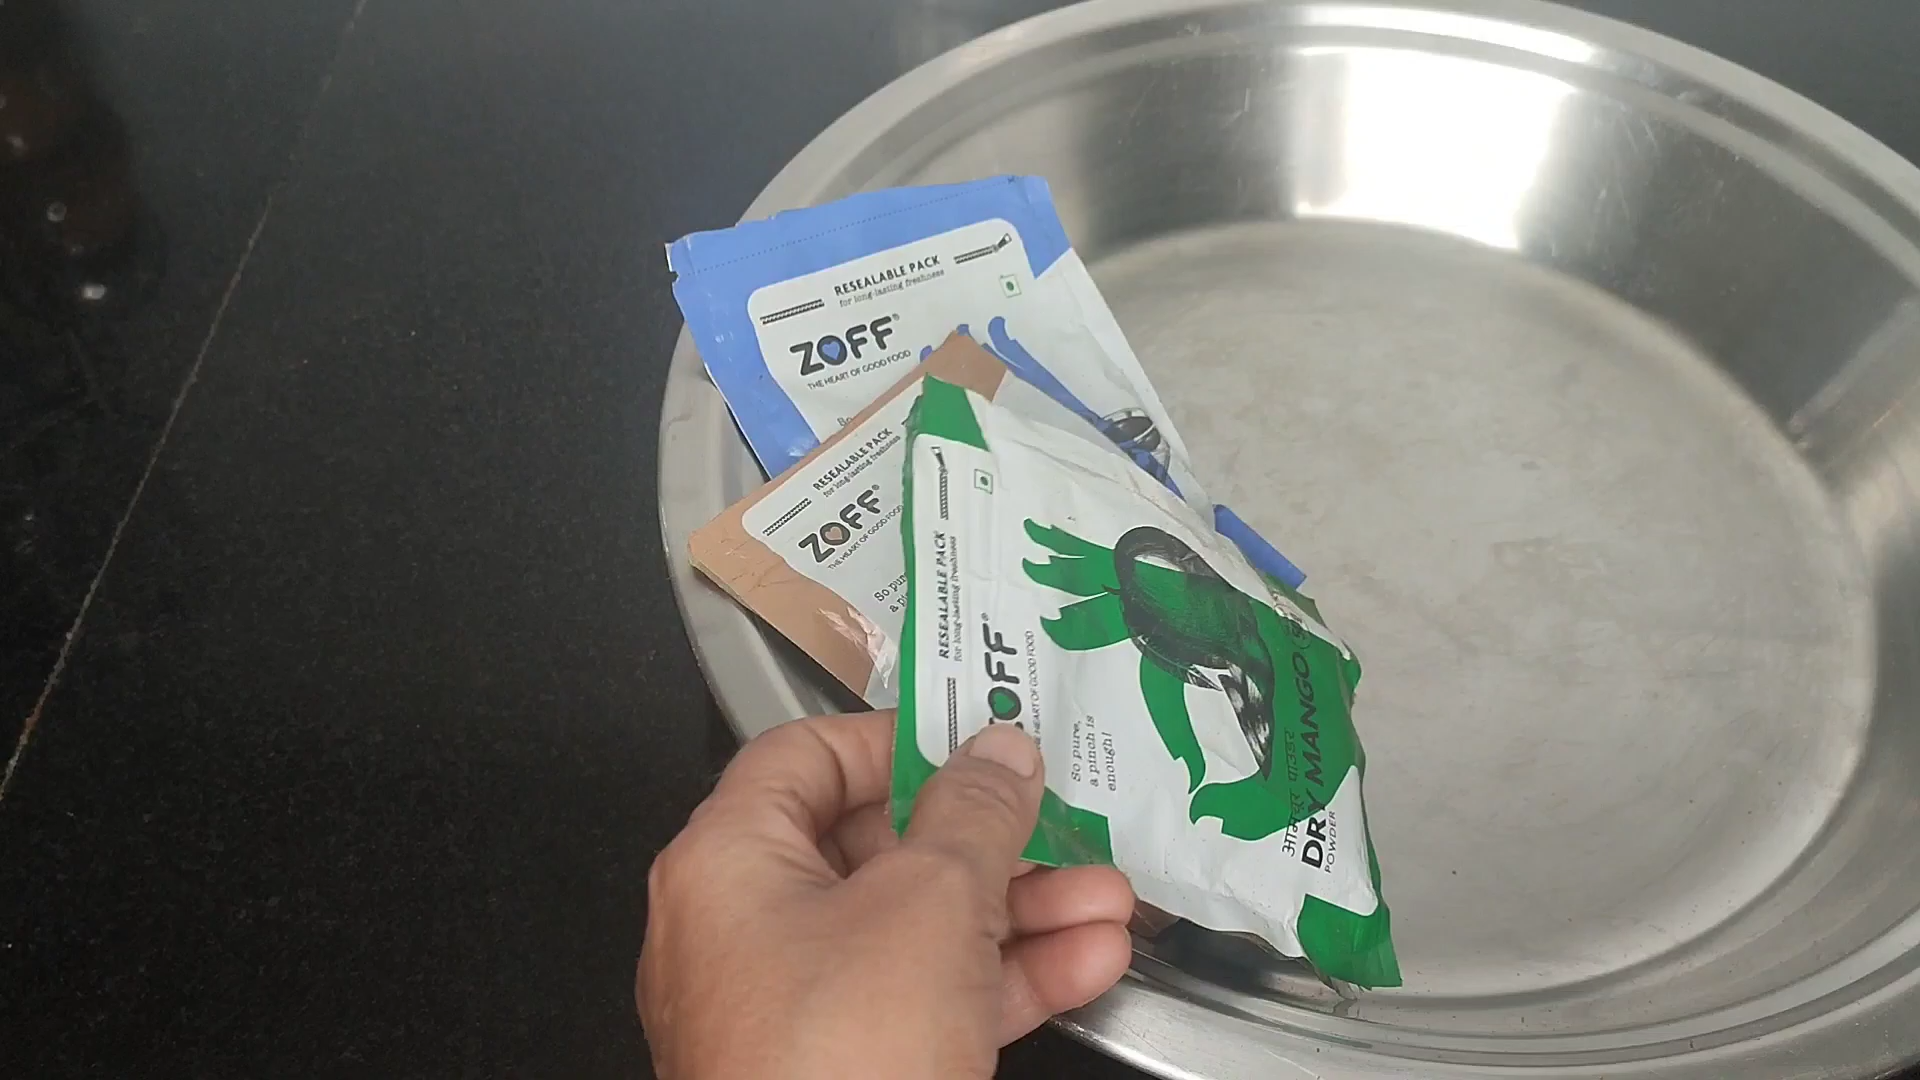 RESEALABLE PACK
for long-lasting freshness
ZOFF®
THE HEART OF GOOD FOOD
RESEALABLE PACK
for long-lasting freshness
ZOFF®
THE HEART OF GOOD FOOD
So pure,
RESEALABLE PACK
for long-lasting freshness
ZOFF®
THE HEART OF GOOD FOOD
So pure,
a pinch is
enough!
आमचूर पाउडर
DRY MANGO
POWDER